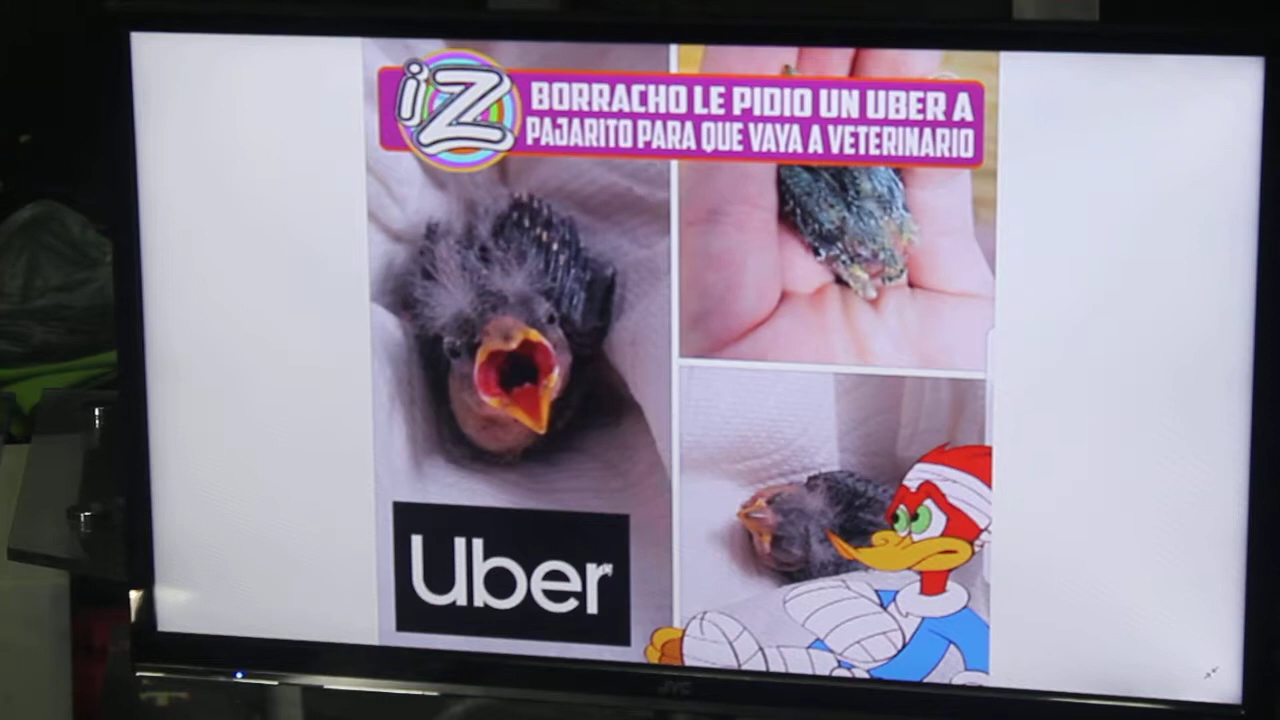 iZ
BORRACHO LE PIDIO UN UBER A
PAJARITO PARA QUE VAYA A VETERINARIO
Uber
JVC